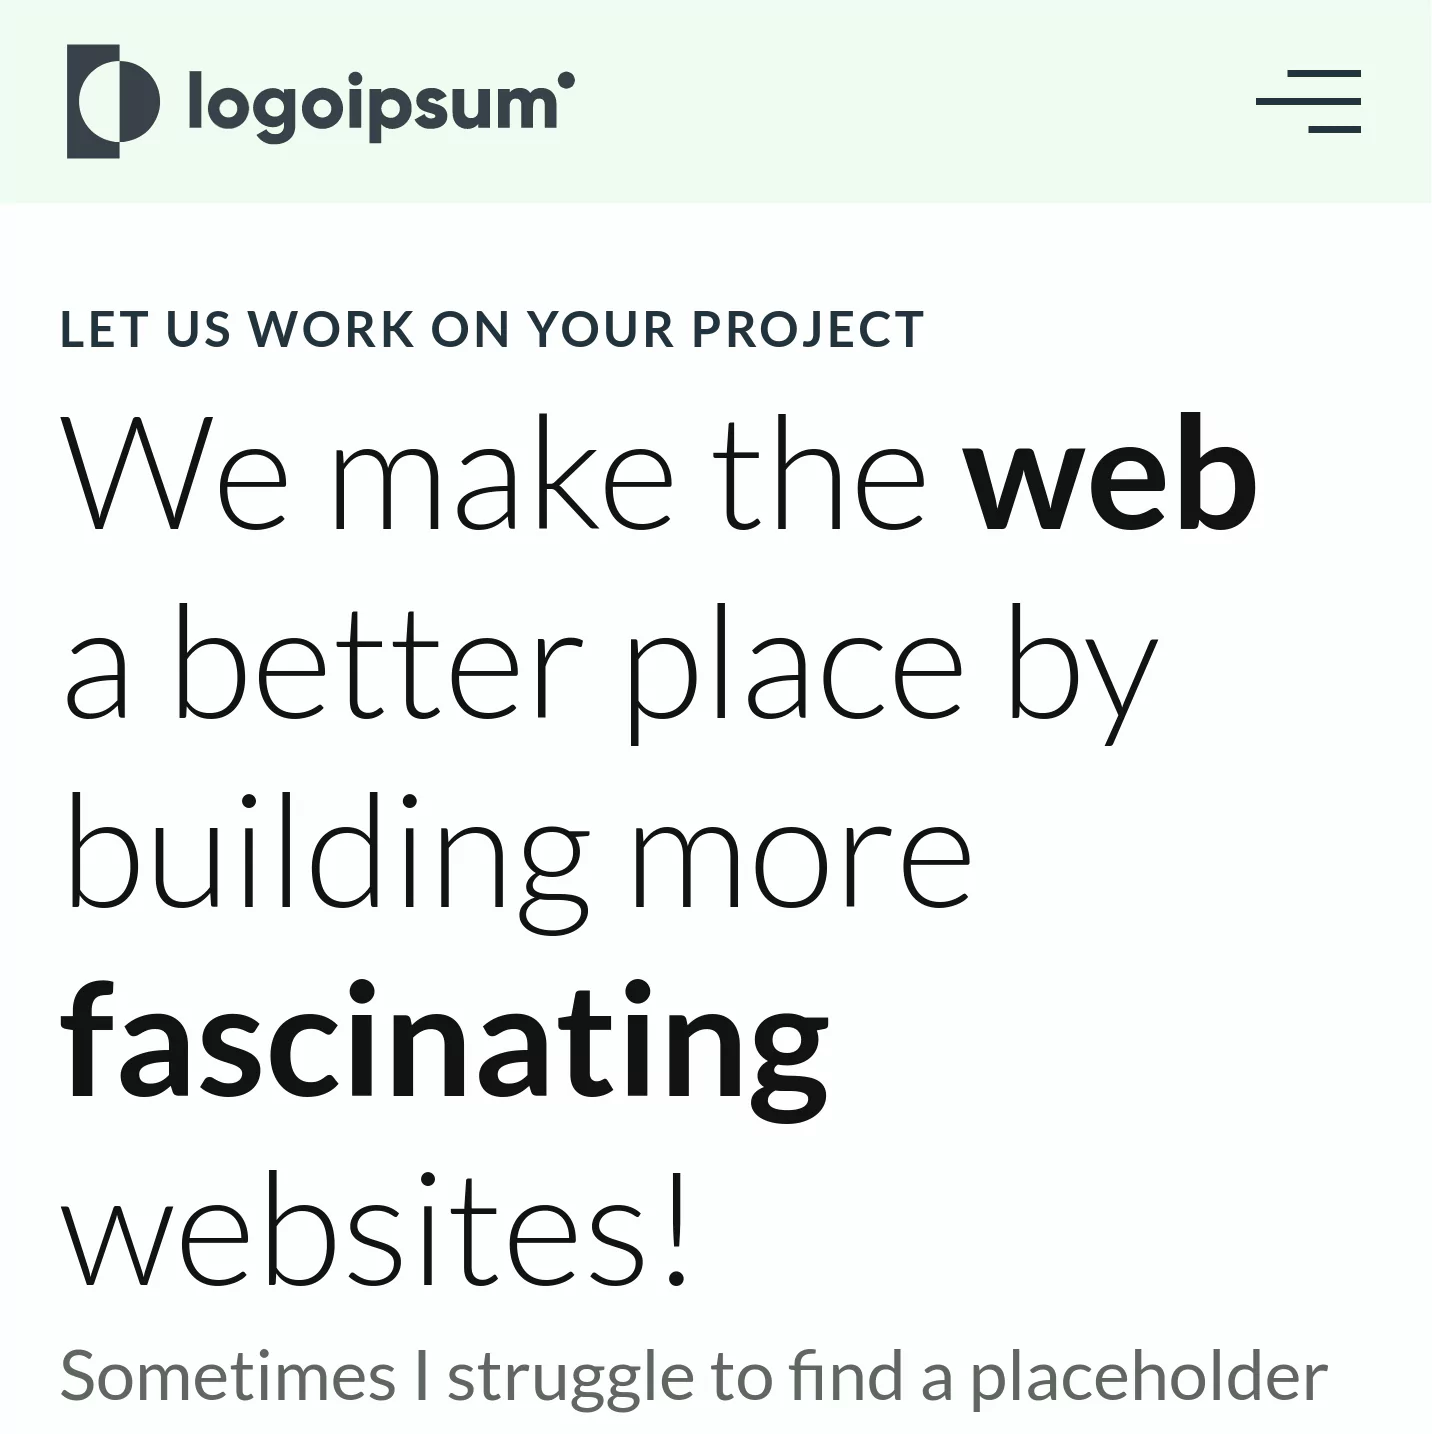 logoipsum
LET US WORK ON YOUR PROJECT
We make the web
a better place by
building more
fascinating
websites!
Sometimes I struggle to find a placeholder